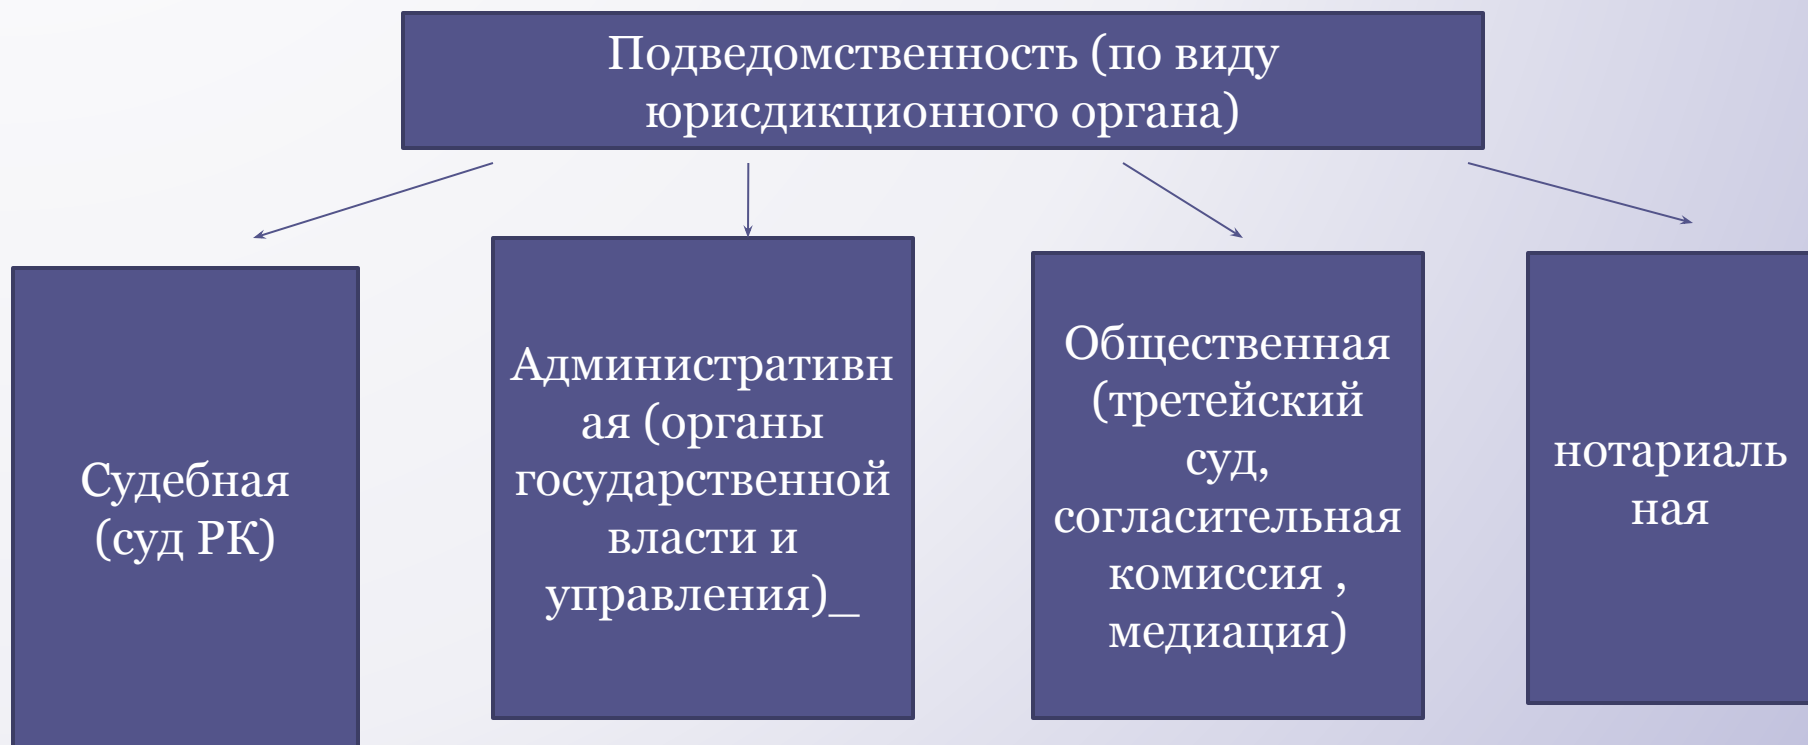 Подведомственность (по виду
юрисдикционного органа)
Судебная
(суд РК)
Административн
ая (органы
государственной
власти и
управления)_
Общественная
(третейский
суд,
согласительная
комиссия ,
медиация)
нотариаль
ная